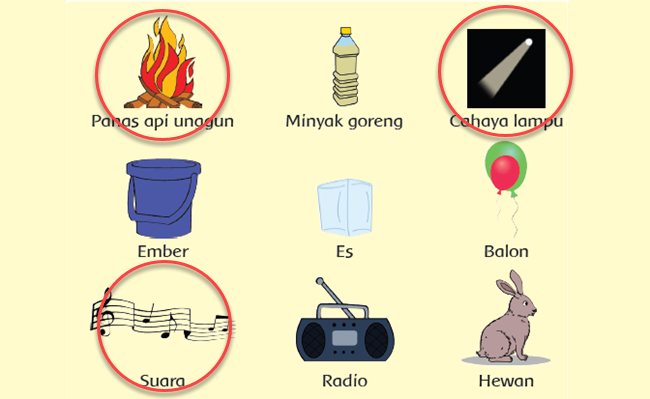 Panas api unggun
Minyak goreng
Cahaya lampu
Ember
Es
Balon
Suara
Radio
Hewan